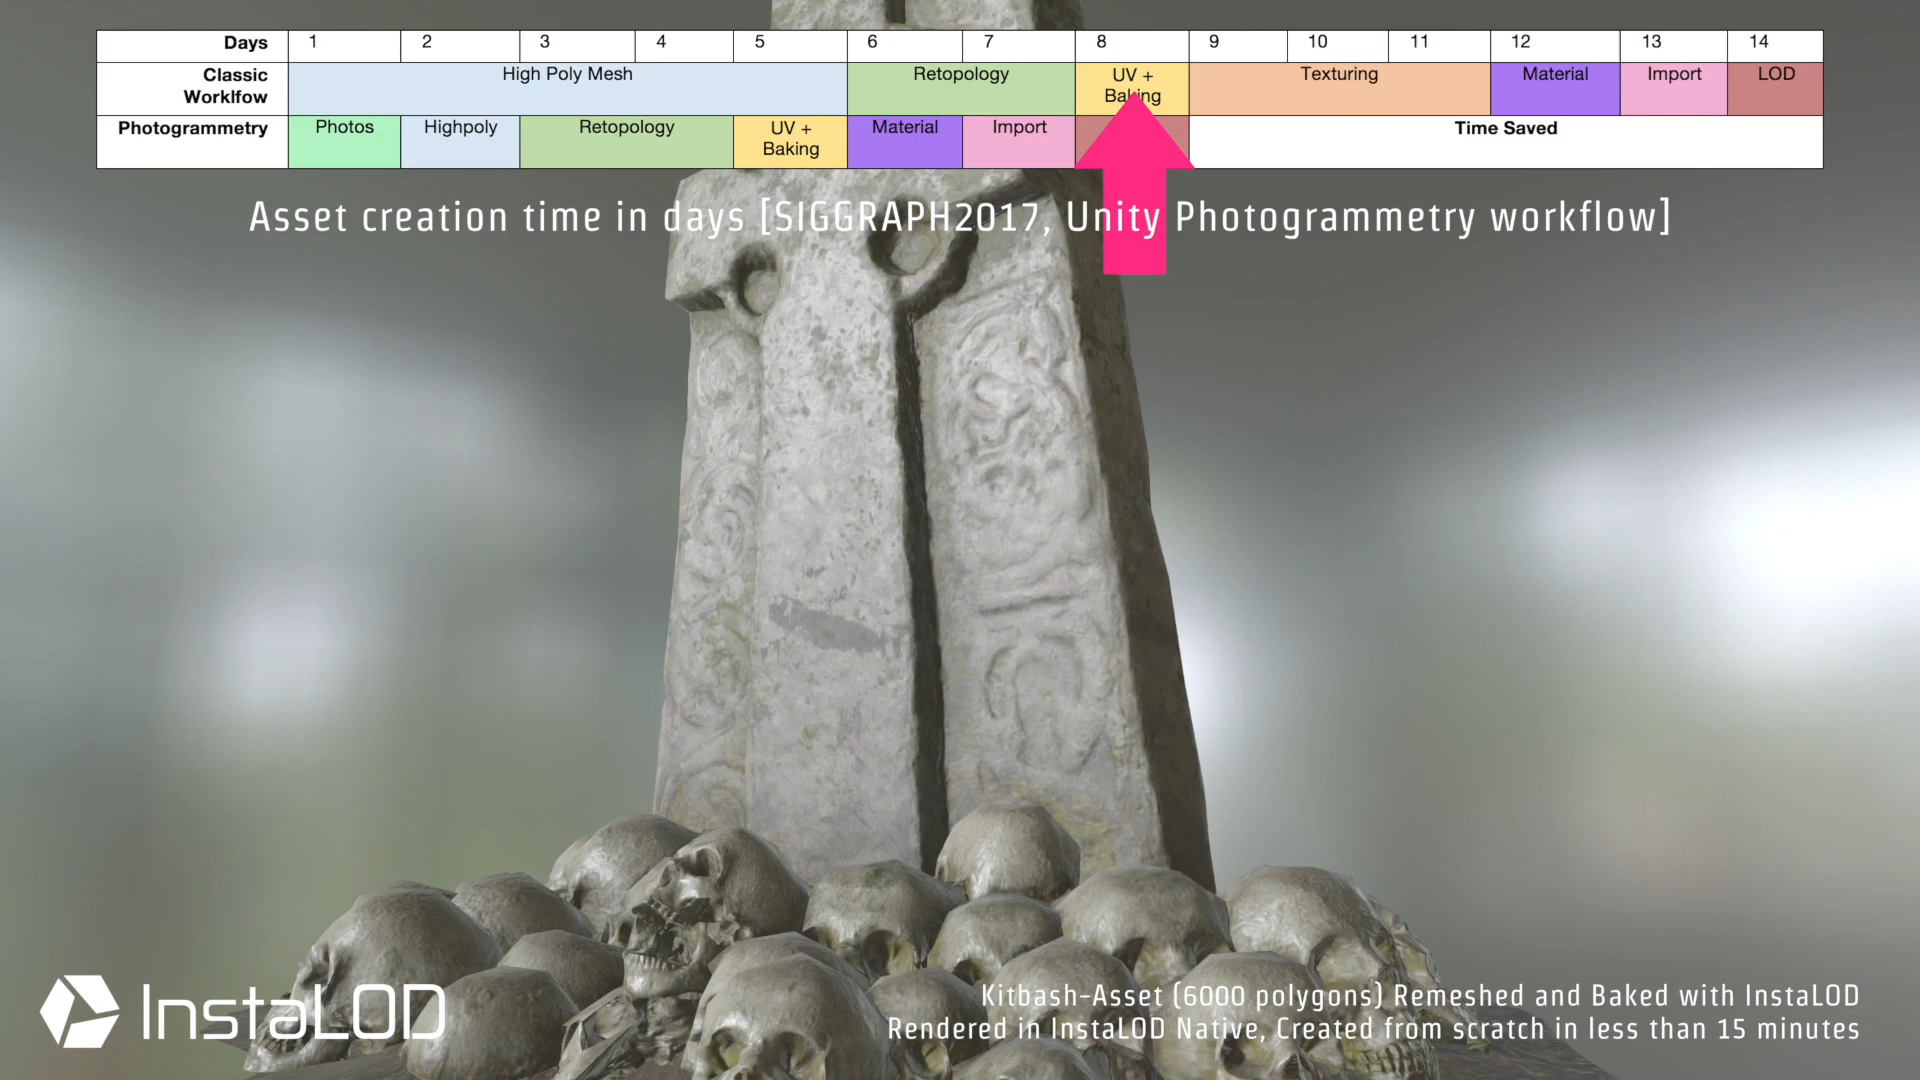 Days 1 2 3 4 5 6 7 8 9 10 11 12 13 14
Classic High Poly Mesh Retopology UV + Texturing Material Import LOD
Worklfow Baking
Photogrammetry Photos Highpoly Retopology UV + Material Import Time Saved
Baking
Asset creation time in days [SIGGRAPH2017, Unity Photogrammetry workflow]
InstaLOD
Kitbash-Asset (6000 polygons) Remeshed and Baked with InstaLOD
Rendered in InstaLOD Native, Created from scratch in less than 15 minutes